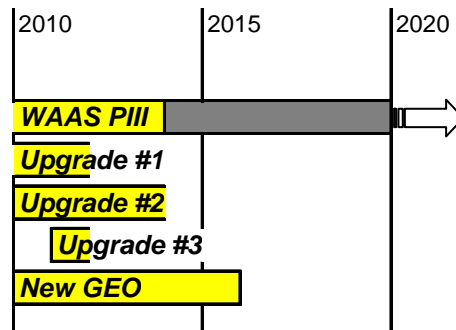 2010 2015 2020
WAAS PIII
Upgrade #1
Upgrade #2
Upgrade #3
New GEO